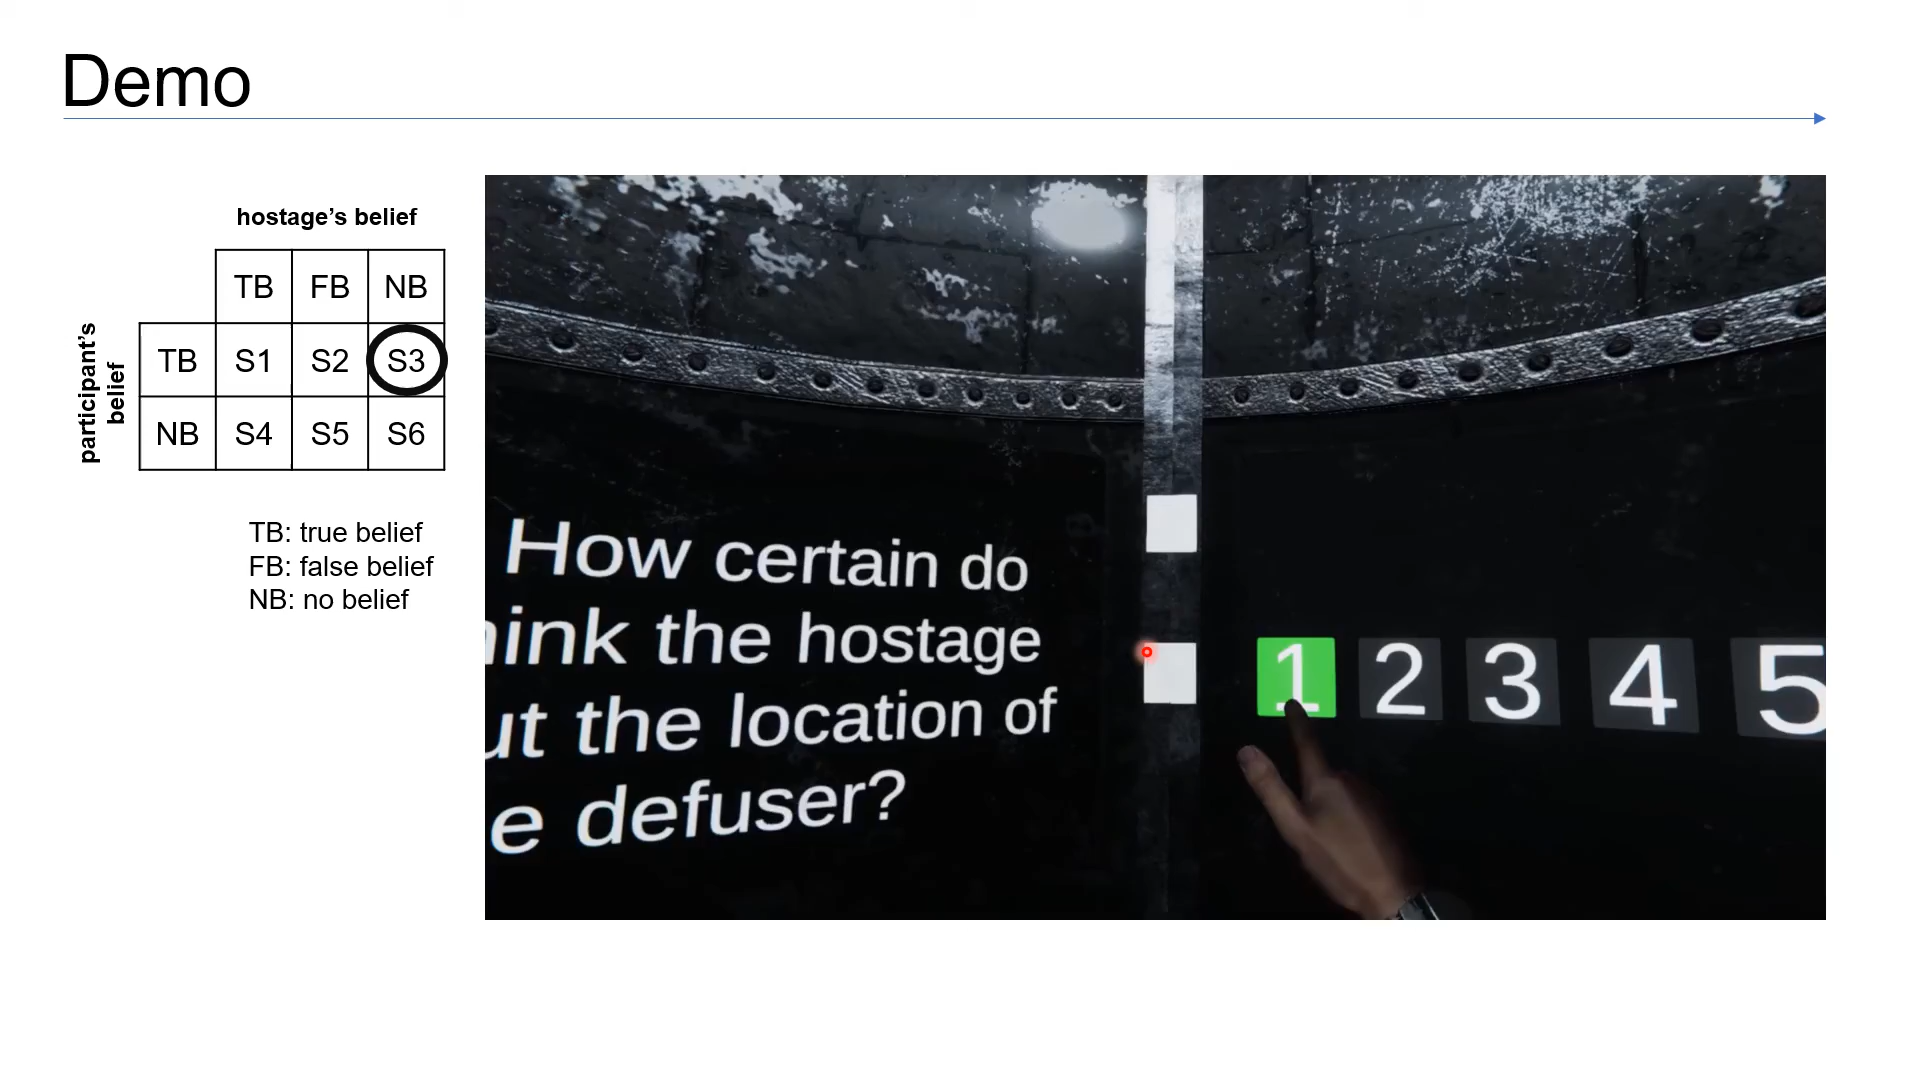 Demo
hostage’s belief
TB FB NB
participant’s
belief
TB S1 S2 S3
NB S4 S5 S6
TB: true belief
FB: false belief
NB: no belief
How certain do
the hostage
the location of
defuser?
1 2 3 4 5